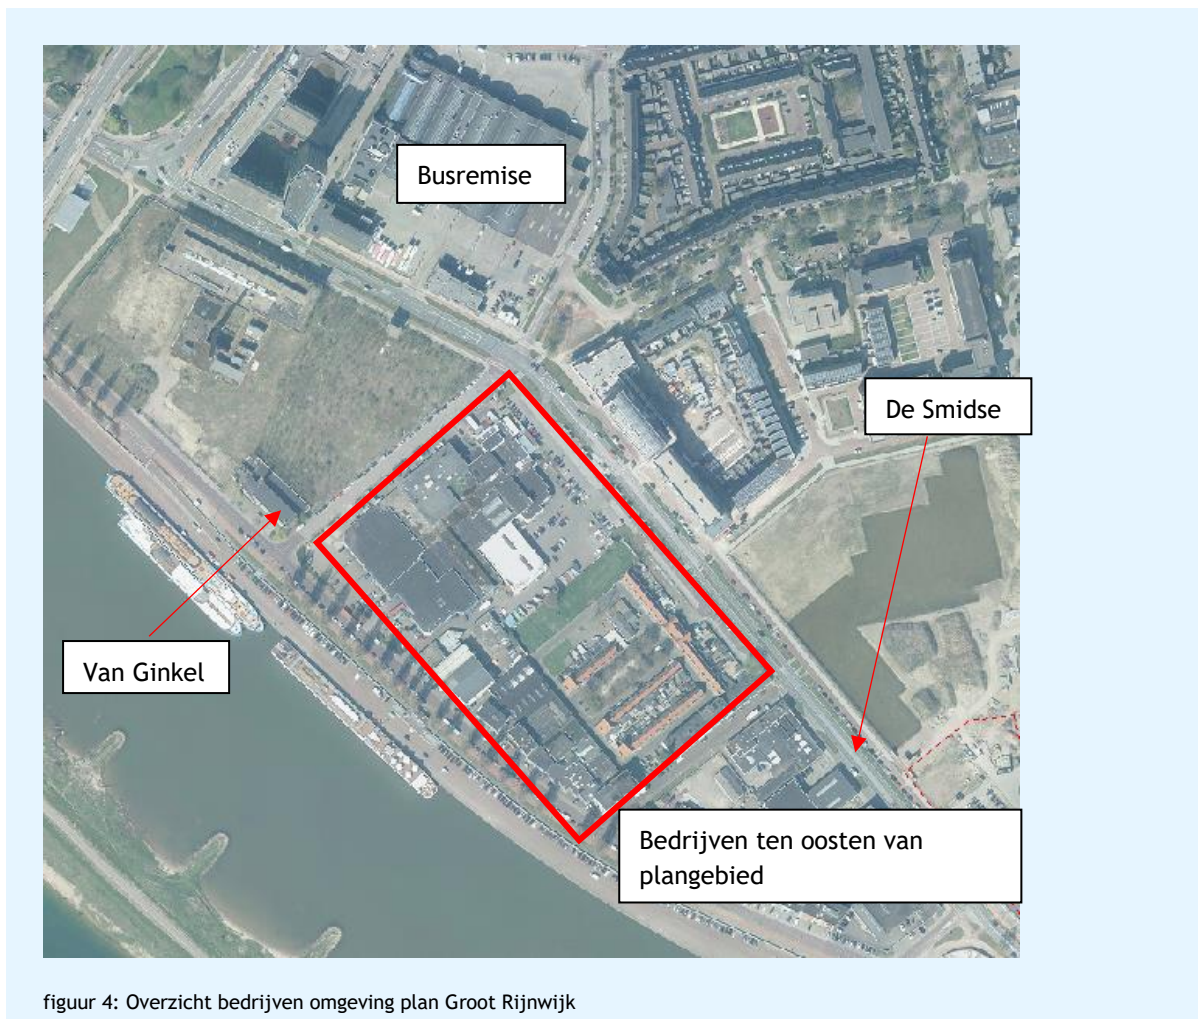 Busremise
De Smidse
Van Ginkel
Bedrijven ten oosten van
plangebied
figuur 4: Overzicht bedrijven omgeving plan Groot Rijnwijk